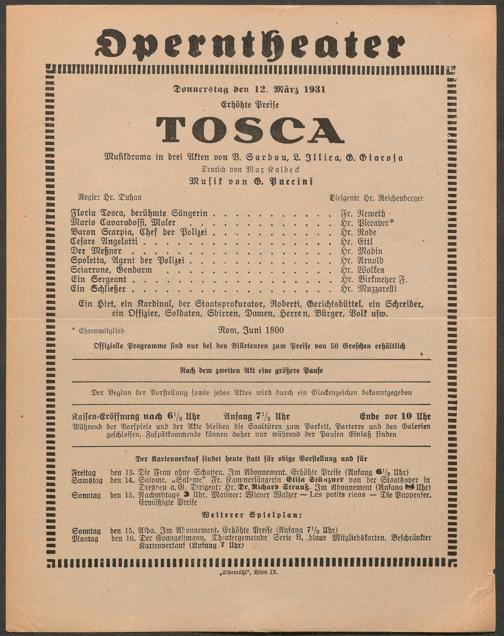 Operntheater
Donnerstag den 12. März 1931
Erhöhte Preise
TOSCA
Musikdrama in drei Akten von V. Sardou, L. Illica, G. Giacosa
Deutsch von Max Kalbeck
Musik von G. Puccini
Regie: Hr. Duhan Dirigent: Hr. Reichenberger
Floria Tosca, berühmte Sängerin . . . . . . . . . . . . Fr. Nemeth
Mario Cavaradossi, Maler . . . . . . . . . . . . Hr. Piccaver*
Baron Scarpia, Chef der Polizei . . . . . . . . . . . . Hr. Rode
Cesare Angelotti . . . . . . . . . . . . Hr. Ettl
Der Meßner . . . . . . . . . . . . Hr. Madin
Spoletta, Agent der Polizei . . . . . . . . . . . . Hr. Arnold
Sciarrone, Gendarm . . . . . . . . . . . . Hr. Wolken
Ein Sergeant . . . . . . . . . . . . Hr. Birkmeyer F.
Ein Schließer . . . . . . . . . . . . Hr. Muzzarelli
Ein Hirt, ein Kardinal, der Staatsprokurator, Roberti, Gerichtsbüttel, ein Schreiber,
ein Offizier, Soldaten, Sbirren, Damen, Herren, Bürger, Volk usw.
* Ehrenmitglied Rom, Juni 1800
Offizielle Programme sind nur bei den Billeteuren zum Preise von 50 Groschen erhältlich
Nach dem zweiten Akt eine größere Pause
Der Beginn der Vorstellung sowie jedes Aktes wird durch ein Glockenzeichen bekanntgegeben
Kassen-Eröffnung nach 6½ Uhr Anfang 7½ Uhr Ende vor 10 Uhr
Während der Vorspiele und der Akte bleiben die Saaltüren zum Parkett, Parterre und den Galerien
geschlossen. Zuspätkommende können daher nur während der Pausen Einlaß finden
Der Kartenverkauf findet heute statt für obige Vorstellung und für
Freitag den 13. Die Frau ohne Schatten. Im Abonnement. Erhöhte Preise (Anfang 6½ Uhr)
Samstag den 14. Salome. „Salome" Fr. Kammersängerin Elisa Stünzner von der Staatsoper in
Dresden a. G. Dirigent: Dr. Richard Strauß. Im Abonnement (Anfang Uhr)
Sonntag den 15. Nachmittags 3 Uhr. Matinee: Wiener Walzer — Les petits riens — Die Puppenfee.
Ermäßigte Preise
Weiterer Spielplan:
Sonntag den 15. Aida. Im Abonnement. Erhöhte Preise (Anfang 7½ Uhr)
Montag den 16. Der Evangelimann. Theatergemeinde Serie B, blaue Mitgliedskarten. Beschränkter
Kartenverkauf (Anfang 7 Uhr)
„Elbemühl", Wien IX.